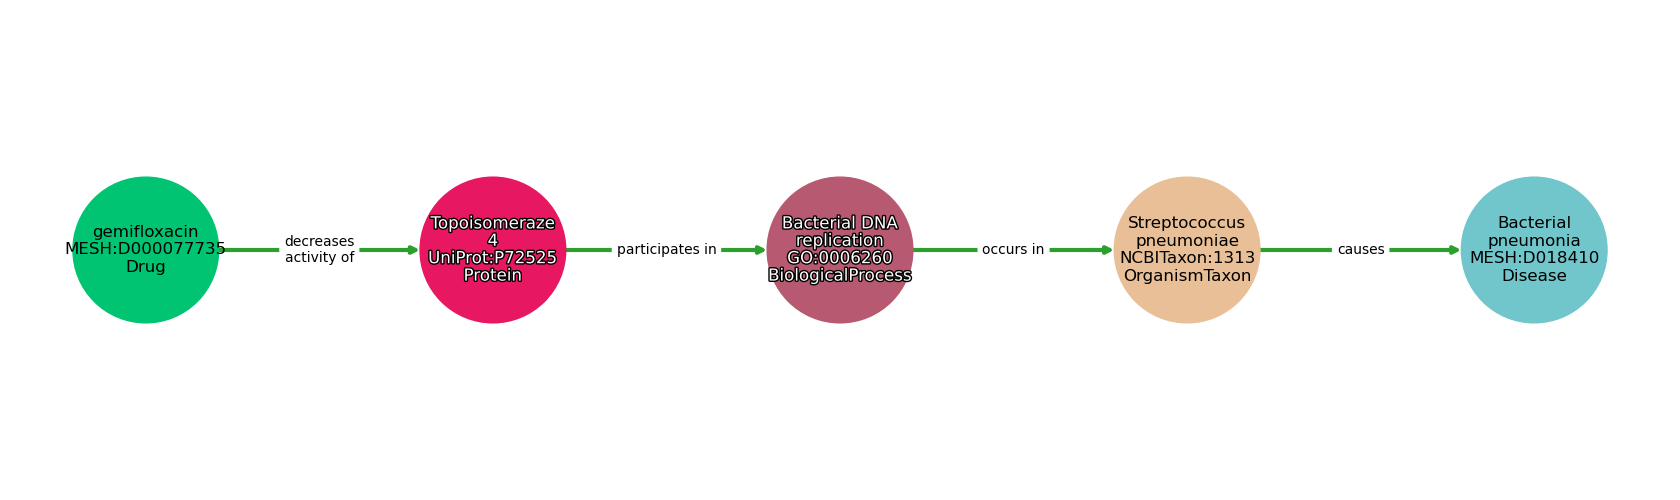 gemifloxacin
MESH:D000077735
Drug
decreases
activity of
Topoisomeraze
4
UniProt:P72525
Protein
participates in
Bacterial DNA
replication
GO:0006260
BiologicalProcess
occurs in
Streptococcus
pneumoniae
NCBITaxon:1313
OrganismTaxon
causes
Bacterial
pneumonia
MESH:D018410
Disease